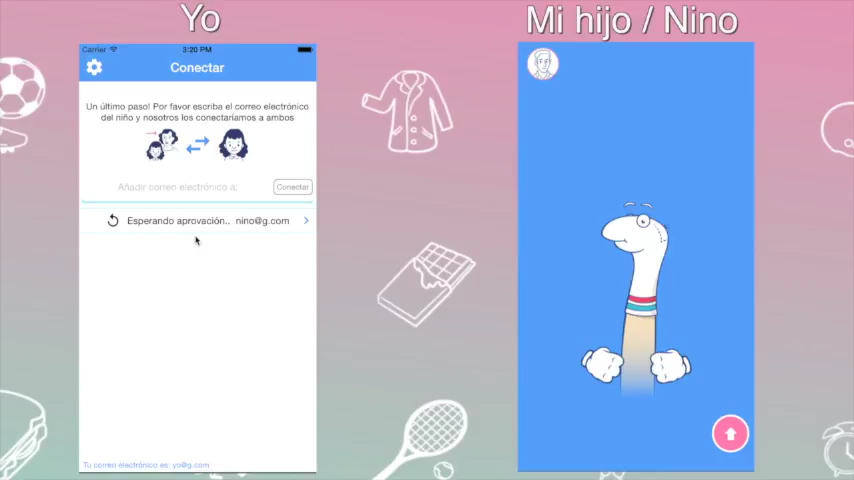 Yo
Mi hijo / Nino
Carrier
3:20 PM
Conectar
Un último paso! Por favor escriba el correo electrónico
del niño y nosotros los conectaríamos a ambos
Añadir correo electrónico a:
Conectar
Esperando aprovación.. nino@g.com
Tu correo electrónico es: yo@g.com